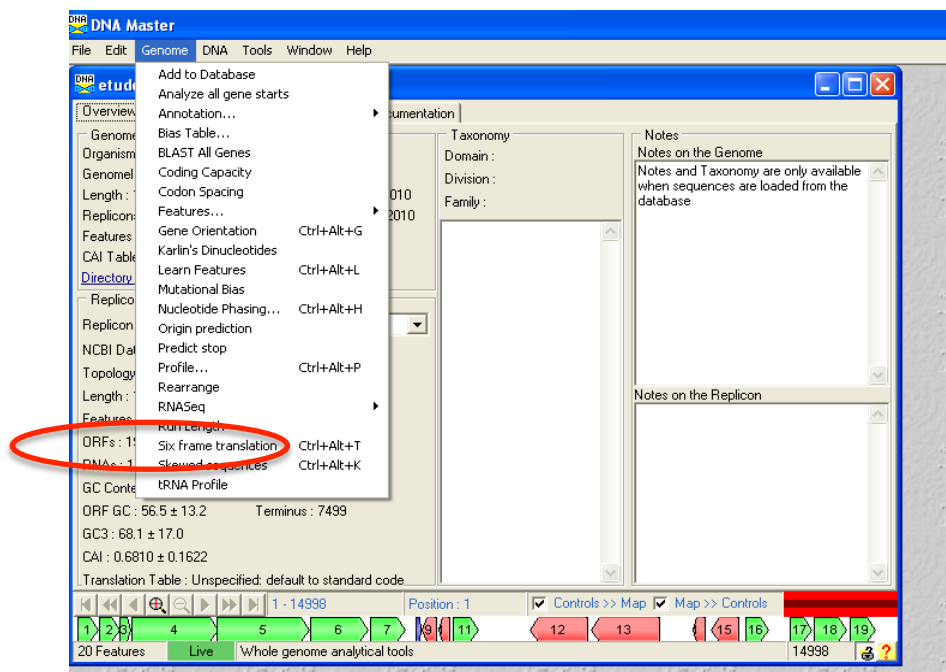 DNA Master
File Edit Genome DNA Tools Window Help
Add to Database
Analyze all gene starts
Annotation...
Bias Table...
BLAST All Genes
Coding Capacity
Codon Spacing
Features...
Gene Orientation Ctrl+Alt+G
Karlin's Dinucleotides
Learn Features Ctrl+Alt+L
Mutational Bias
Nucleotide Phasing... Ctrl+Alt+H
Origin prediction
Predict stop
Profile... Ctrl+Alt+P
Rearrange
RNASeq
Run Length
Six frame translation Ctrl+Alt+T
Skewed sequences Ctrl+Alt+K
tRNA Profile
etude
Overview
umentation
Genome
Organism
Genomel
Length :
010
Replicon
2010
Features
CAI Table
Directory
Replico
Replicon
NCBI Da
Topology
Length :
Features
ORFs : 19
RNAs : 1
GC Conte
ORF GC : 56.5 ± 13.2 Terminus : 7499
GC3 : 68.1 ± 17.0
CAI : 0.6810 ± 0.1622
Translation Table : Unspecified: default to standard code
Taxonomy
Domain :
Division :
Family :
Notes
Notes on the Genome
Notes and Taxonomy are only available
when sequences are loaded from the
database
Notes on the Replicon
1 - 14998 Position : 1 Controls >> Map Map >> Controls
1 2 3 4 5 6 7 9 11 12 13 15 16 17 18 19
20 Features Live Whole genome analytical tools 14998 ?